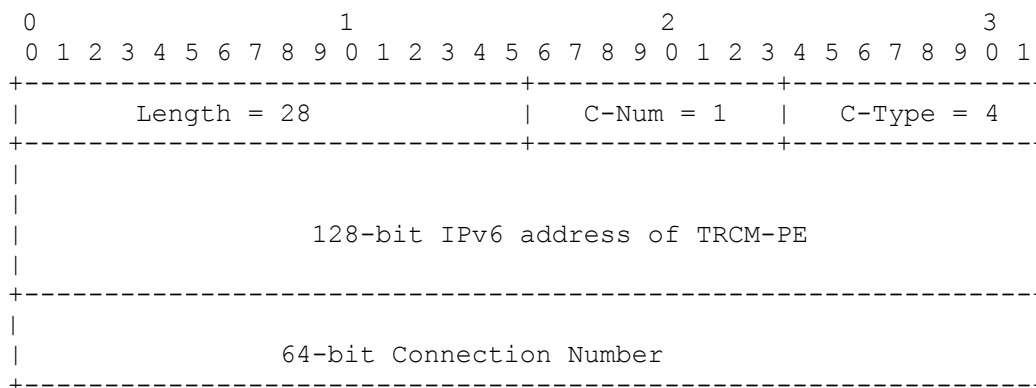 0                   1                   2                   3
0 1 2 3 4 5 6 7 8 9 0 1 2 3 4 5 6 7 8 9 0 1 2 3 4 5 6 7 8 9 0 1
+-------------------------------+---------------+---------------
|       Length = 28             |   C-Num = 1   |   C-Type = 4
+-------------------------------+---------------+---------------
|
|
|                  128-bit IPv6 address of TRCM-PE
|
+---------------------------------------------------------------
|
|                64-bit Connection Number
+---------------------------------------------------------------